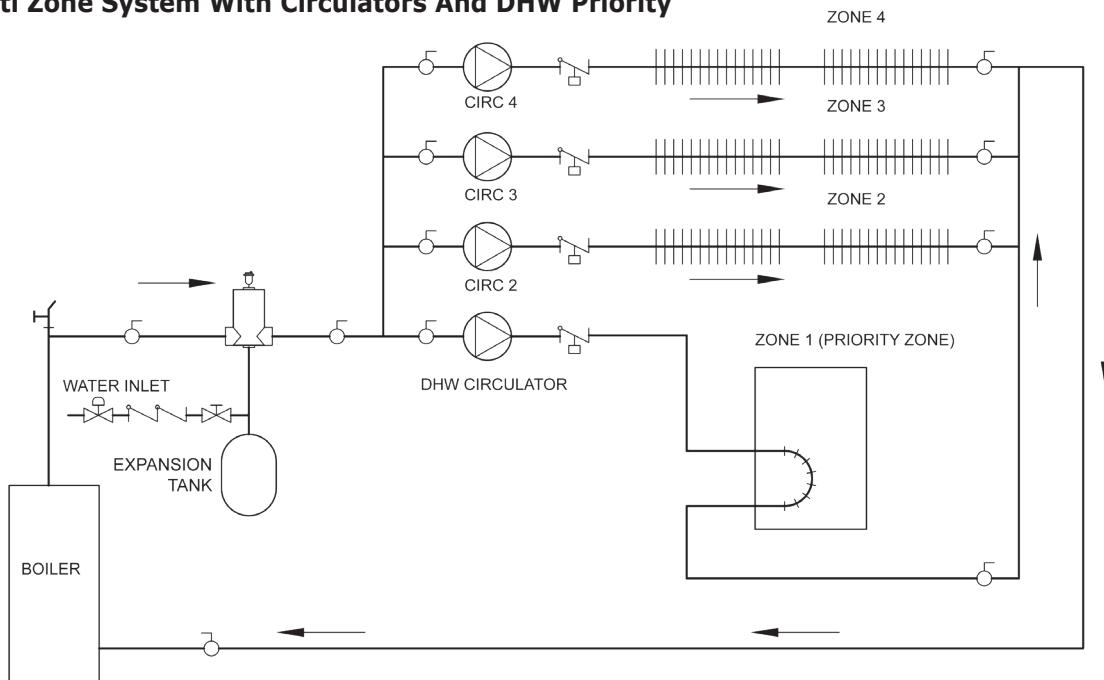 ti Zone System With Circulators And DHW Priority
ZONE 4
CIRC 4
ZONE 3
CIRC 3
ZONE 2
CIRC 2
ZONE 1 (PRIORITY ZONE)
DHW CIRCULATOR
WATER INLET
EXPANSION
TANK
BOILER